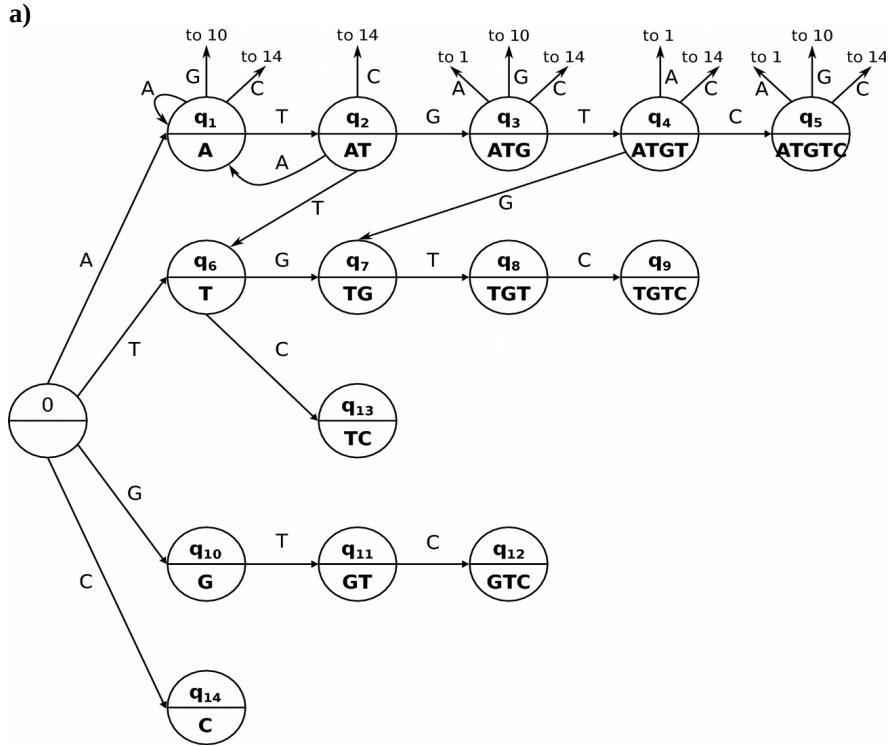 a)
to 10 to 14 to 14 to 10 to 1 to 14 to 1 to 14 to 10 to 1 to 14
A G C C A G C A C A G C
q1 T q2 G q3 T q4 C q5
A AT ATG ATGT ATGTC
A
T G
A q6 G q7 T q8 C q9
T TG TGT TGTC
T C
0 q13
TC
G
q10 T q11 C q12
C G GT GTC
q14
C